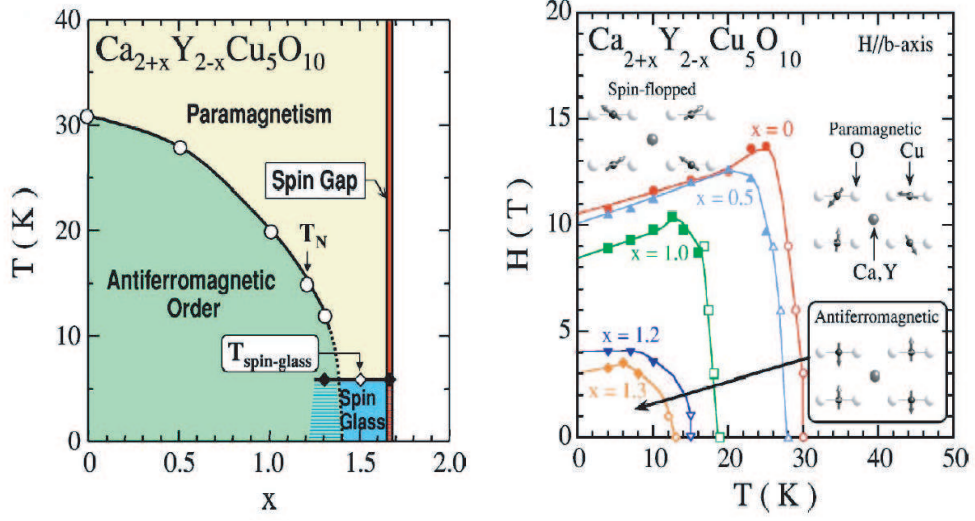 Ca2+xY2-xCu5O10
Paramagnetism
Spin Gap
TN
Antiferromagnetic
Order
Tspin-glass
Spin
Glass
T ( K )
40
30
20
10
0
0 0.5 1.0 1.5 2.0
x
Ca2+xY2-xCu5O10
H//b-axis
Spin-flopped
x = 0
Paramagnetic
O Cu
x = 0.5
x = 1.0
Ca,Y
Antiferromagnetic
x = 1.2
x = 1.3
H ( T )
20
15
10
5
0
0 10 20 30 40 50
T ( K )